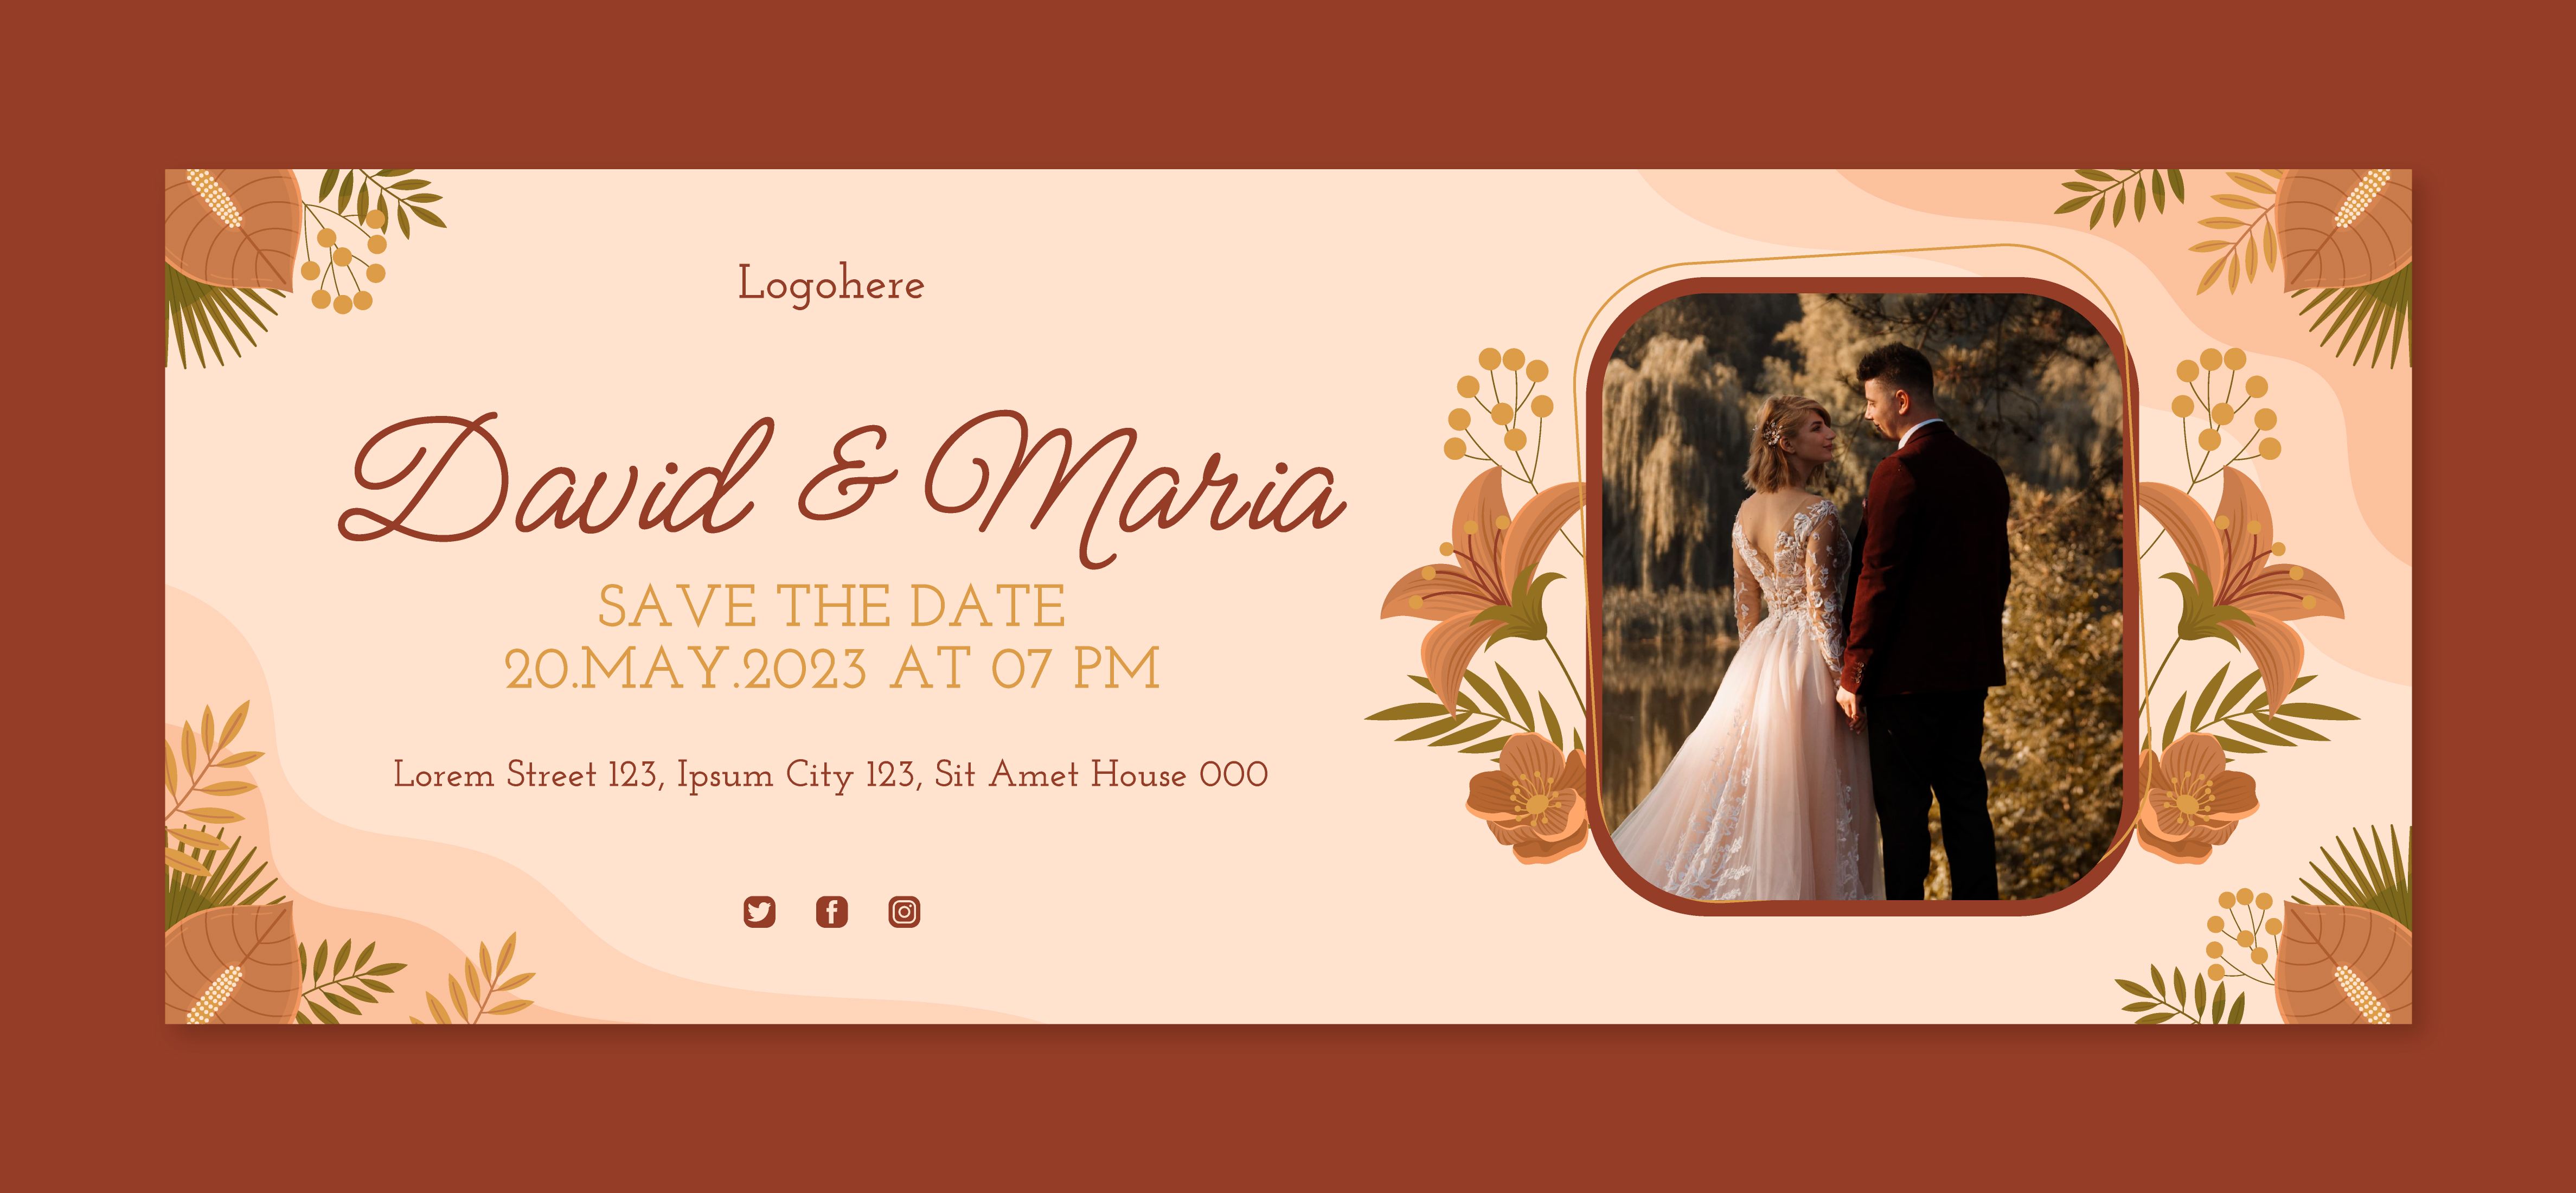 Logohere
David & Maria
SAVE THE DATE
20.MAY.2023 AT 07 PM
Lorem Street 123, Ipsum City 123, Sit Amet House 000